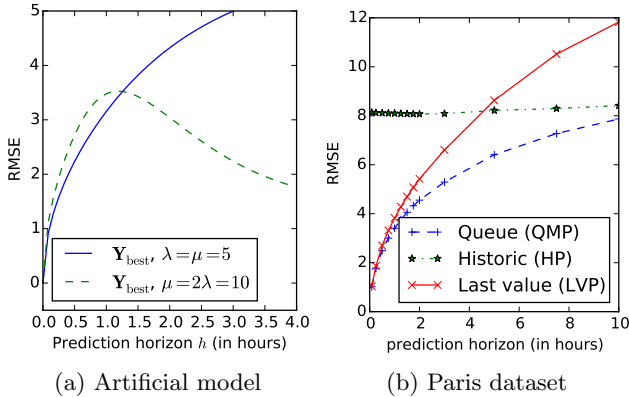 5
4
3
2
1
0
RMSE
Y_best, λ=μ=5
Y_best, μ=2λ=10
0.0 0.5 1.0 1.5 2.0 2.5 3.0 3.5 4.0
Prediction horizon h (in hours)
(a) Artificial model
12
10
8
6
4
2
0
RMSE
Queue (QMP)
Historic (HP)
Last value (LVP)
0 2 4 6 8 10
prediction horizon (in hours)
(b) Paris dataset